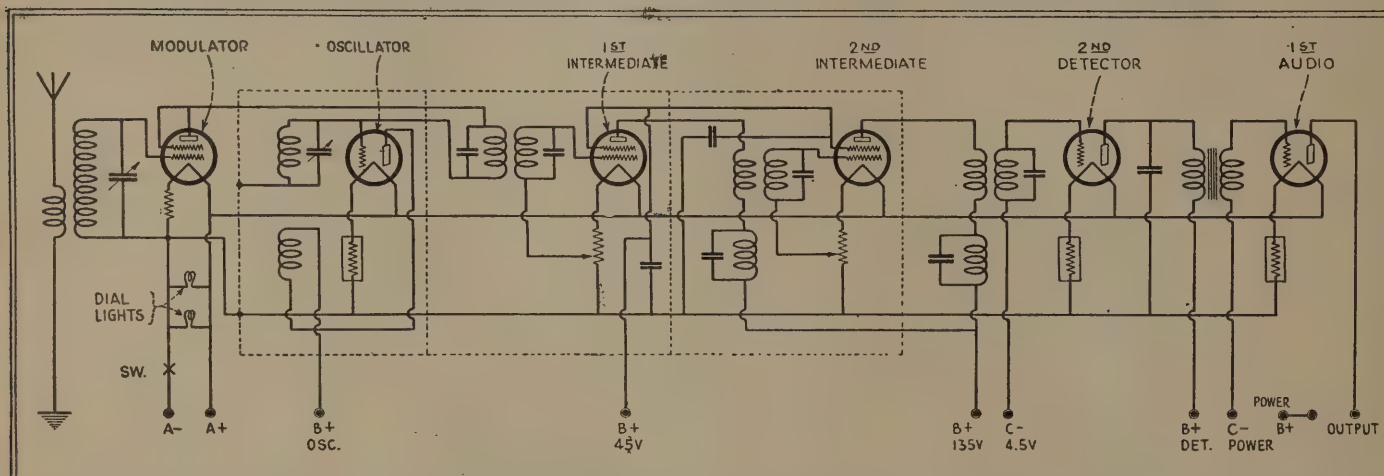 MODULATOR
OSCILLATOR
1ST
INTERMEDIATE
2ND
INTERMEDIATE
2ND
DETECTOR
1ST
AUDIO
DIAL
LIGHTS
SW.
A-
A+
B+
OSC.
B+
45V
B+
135V
C-
4.5V
B+
DET.
C-
POWER
POWER
B+
OUTPUT